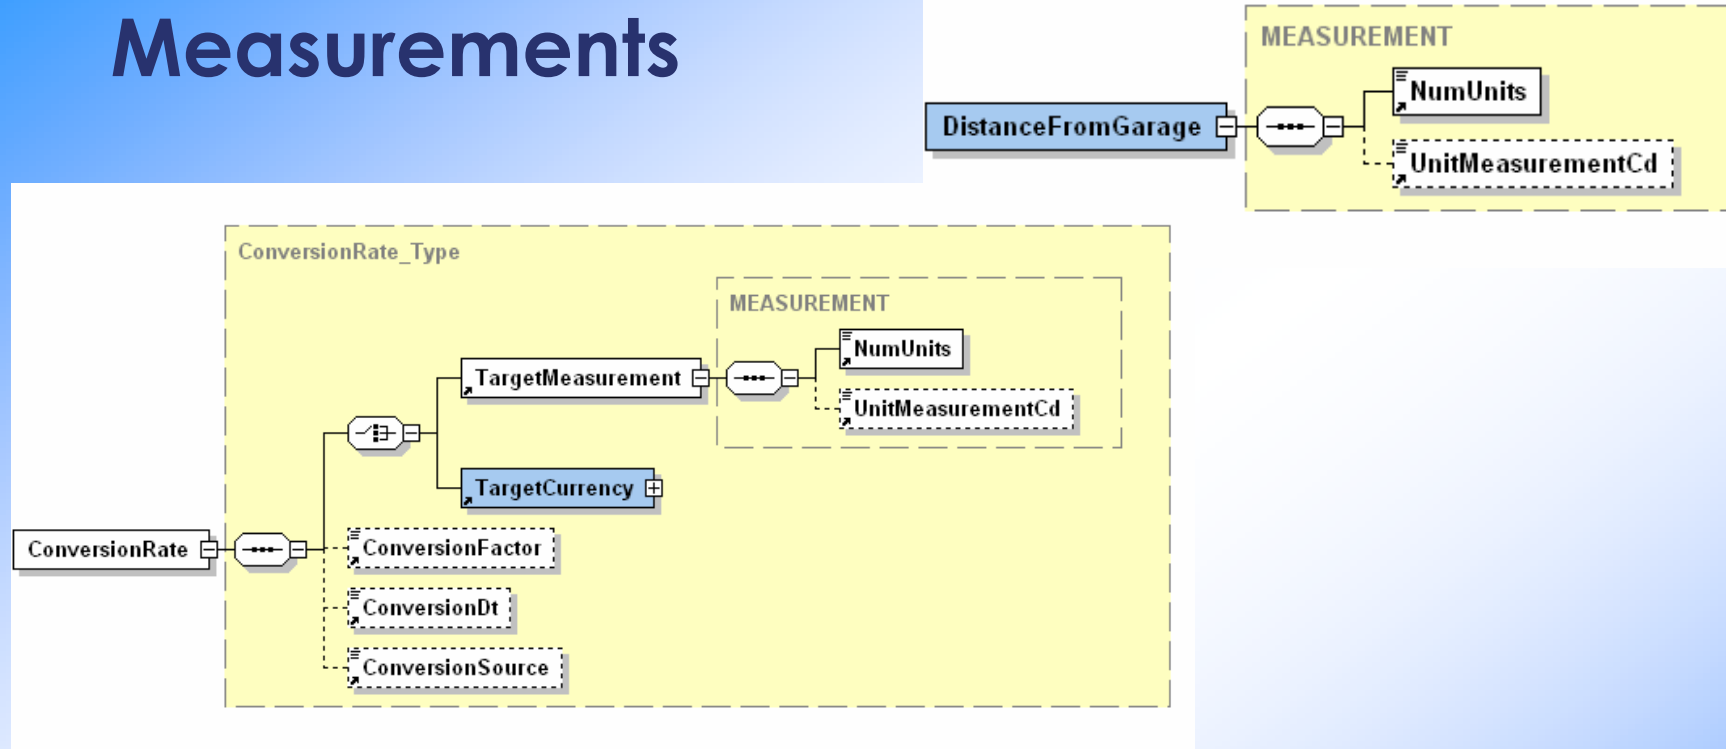 Measurements
MEASUREMENT
NumUnits
DistanceFromGarage
UnitMeasurementCd
ConversionRate_Type
MEASUREMENT
NumUnits
TargetMeasurement
UnitMeasurementCd
TargetCurrency
ConversionRate
ConversionFactor
ConversionDt
ConversionSource